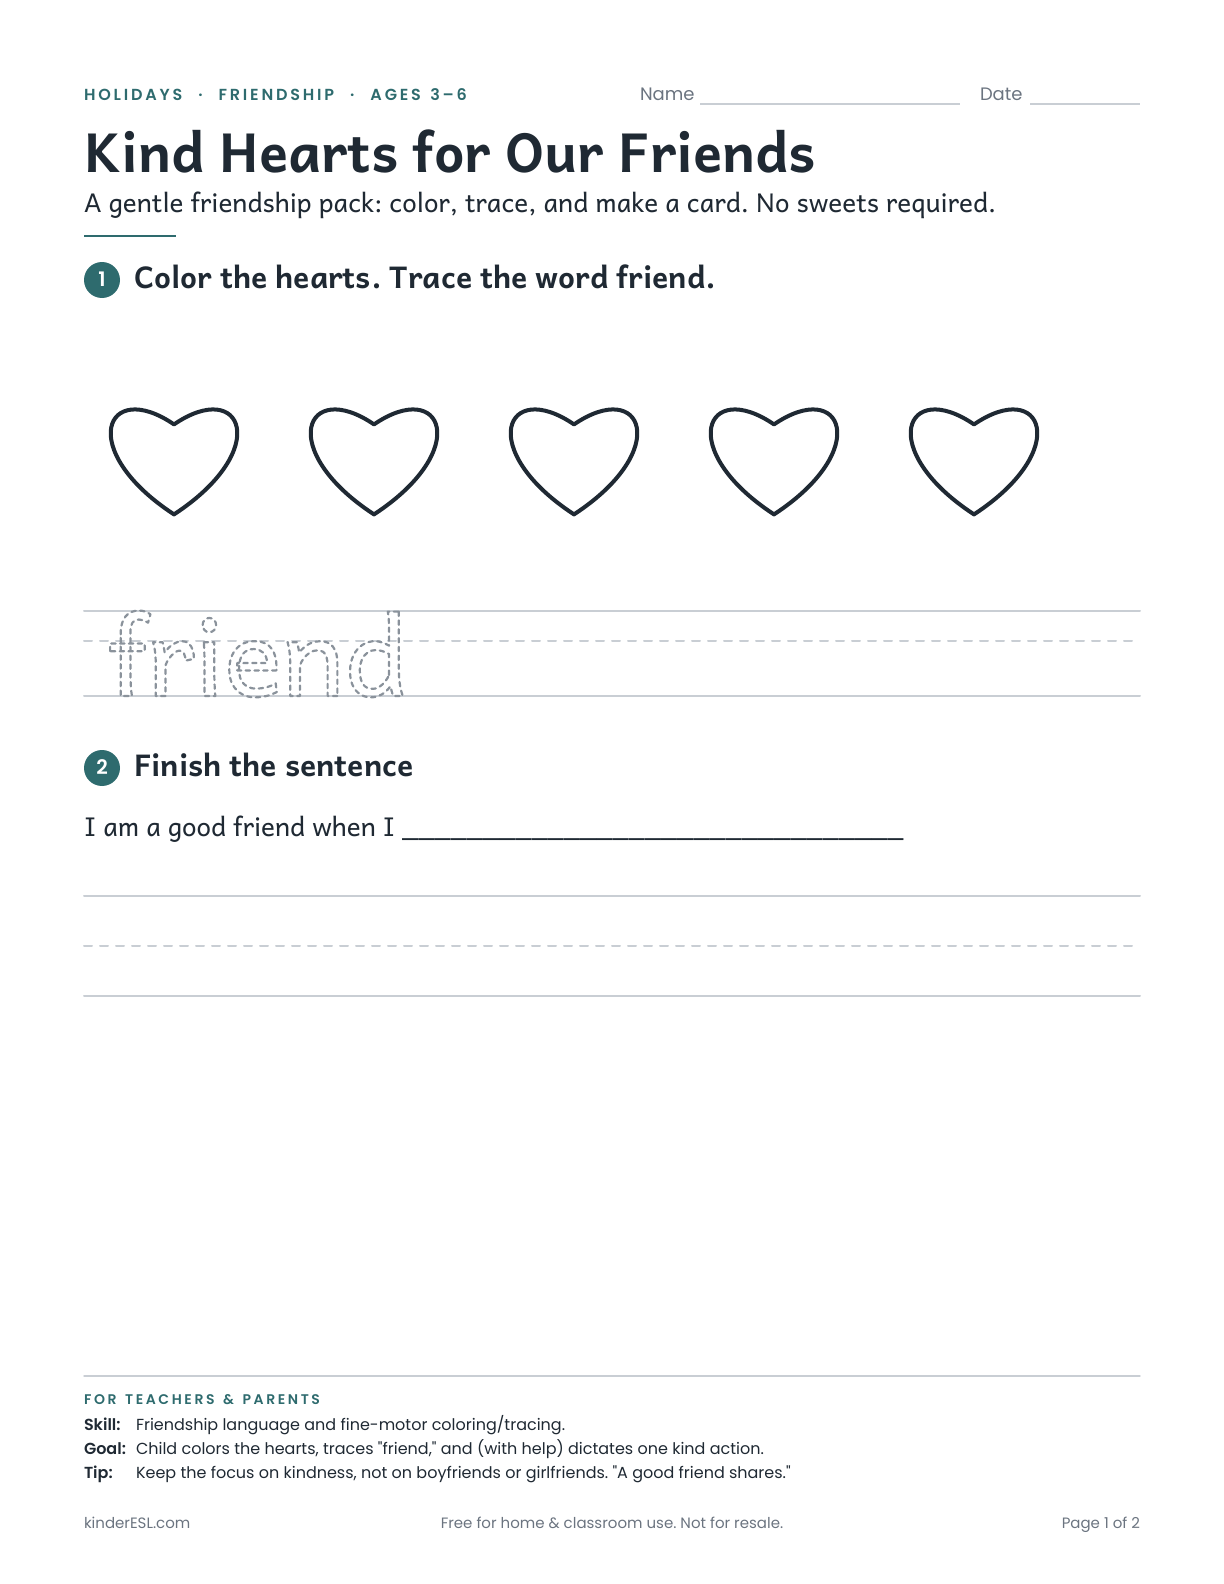 HOLIDAYS · FRIENDSHIP · AGES 3–6 Name Date
Kind Hearts for Our Friends
A gentle friendship pack: color, trace, and make a card. No sweets required.
1 Color the hearts. Trace the word friend.
friend
2 Finish the sentence
I am a good friend when I _______________________________
FOR TEACHERS & PARENTS
Skill: Friendship language and fine-motor coloring/tracing.
Goal: Child colors the hearts, traces "friend," and (with help) dictates one kind action.
Tip: Keep the focus on kindness, not on boyfriends or girlfriends. "A good friend shares."
kinderESL.com Free for home & classroom use. Not for resale. Page 1 of 2